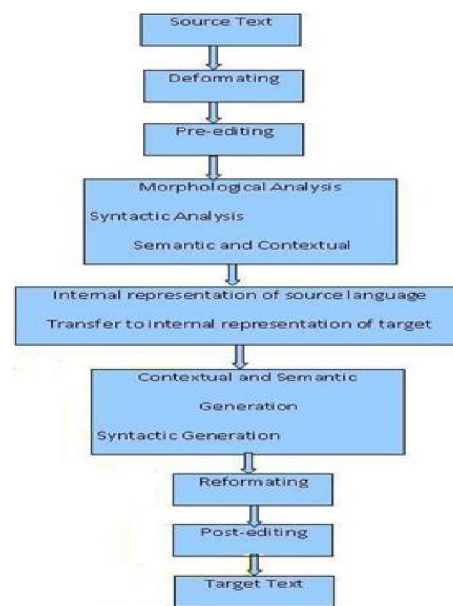 Source Text
Deformating
Pre-editing
Morphological Analysis
Syntactic Analysis
Semantic and Contextual
Internal representation of source language
Transfer to internal representation of target
Contextual and Semantic
Generation
Syntactic Generation
Reformating
Post-editing
Target Text